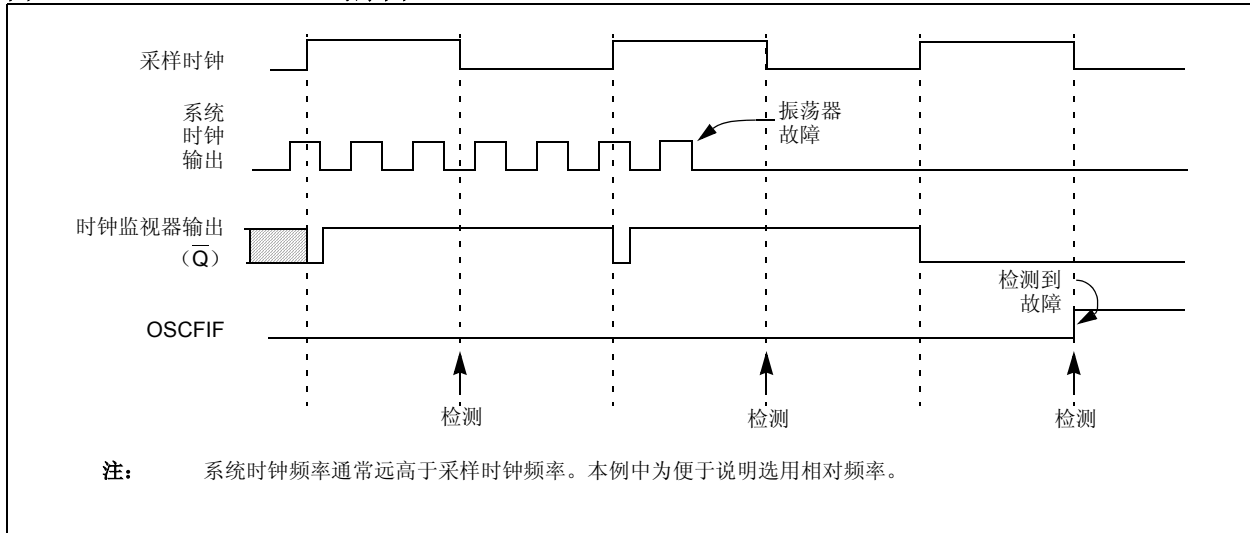 采样时钟
系统
时钟
输出
振荡器
故障
时钟监视器输出
（Q̅）
检测到
故障
OSCFIF
检测
检测
检测
注： 系统时钟频率通常远高于采样时钟频率。本例中为便于说明选用相对频率。